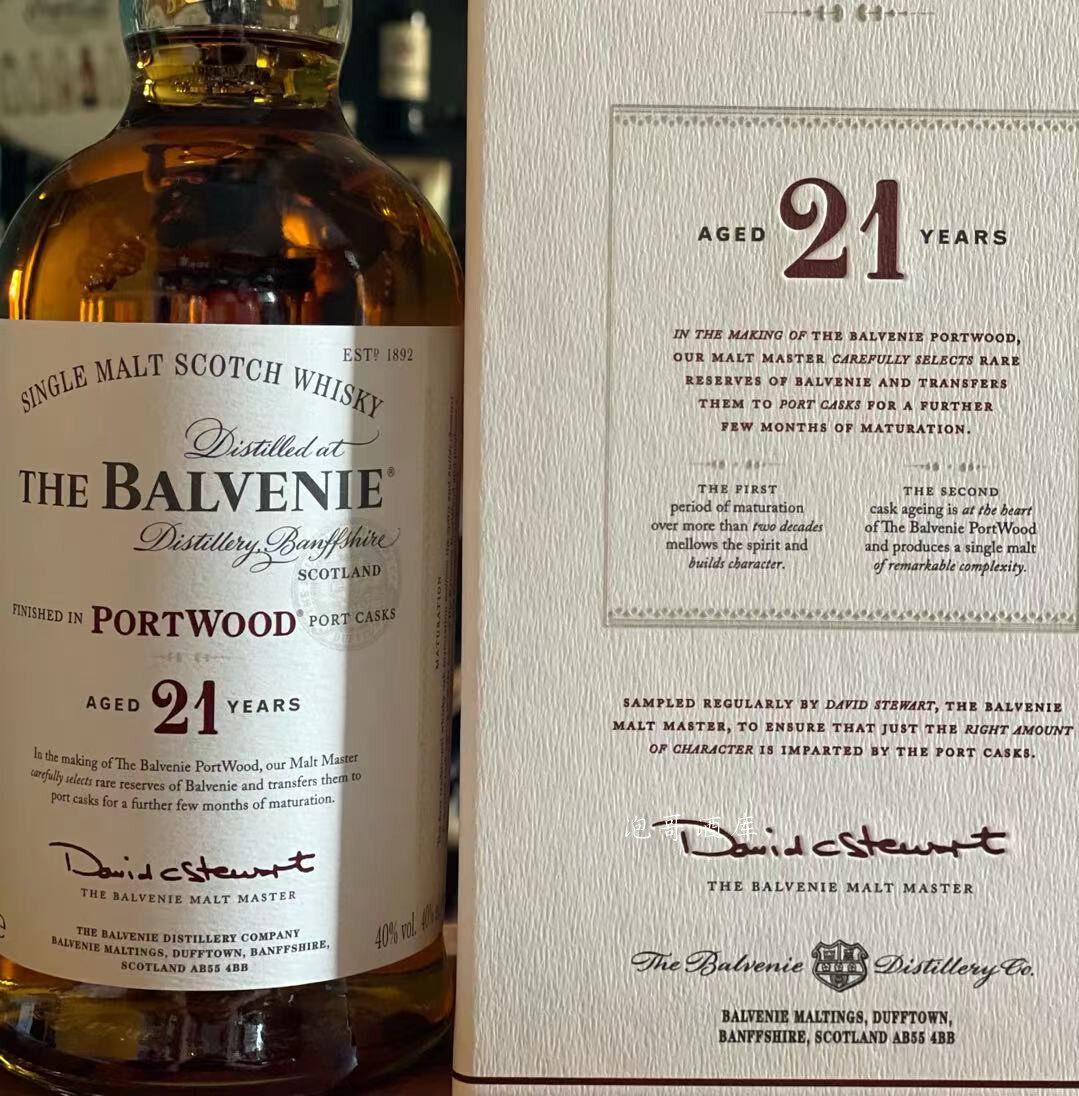 ESTD 1892
SINGLE MALT SCOTCH WHISKY
Distilled at
THE BALVENIE®
Distillery, Banffshire
SCOTLAND
FINISHED IN PORTWOOD® PORT CASKS
AGED 21 YEARS
In the making of The Balvenie PortWood, our Malt Master
carefully selects rare reserves of Balvenie and transfers them to
port casks for a further few months of maturation.
David C Stewart
THE BALVENIE MALT MASTER
THE BALVENIE DISTILLERY COMPANY
BALVENIE MALTINGS, DUFFTOWN, BANFFSHIRE,
SCOTLAND AB55 4BB
40% vol.
MATURATION
AGED 21 YEARS
IN THE MAKING OF THE BALVENIE PORTWOOD,
OUR MALT MASTER CAREFULLY SELECTS RARE
RESERVES OF BALVENIE AND TRANSFERS
THEM TO PORT CASKS FOR A FURTHER
FEW MONTHS OF MATURATION.
THE FIRST
period of maturation
over more than two decades
mellows the spirit and
builds character.
THE SECOND
cask ageing is at the heart
of The Balvenie PortWood
and produces a single malt
of remarkable complexity.
SAMPLED REGULARLY BY DAVID STEWART, THE BALVENIE
MALT MASTER, TO ENSURE THAT JUST THE RIGHT AMOUNT
OF CHARACTER IS IMPARTED BY THE PORT CASKS.
泡哥酒库
David C Stewart
THE BALVENIE MALT MASTER
The Balvenie Distillery Co.
BALVENIE MALTINGS, DUFFTOWN,
BANFFSHIRE, SCOTLAND AB55 4BB